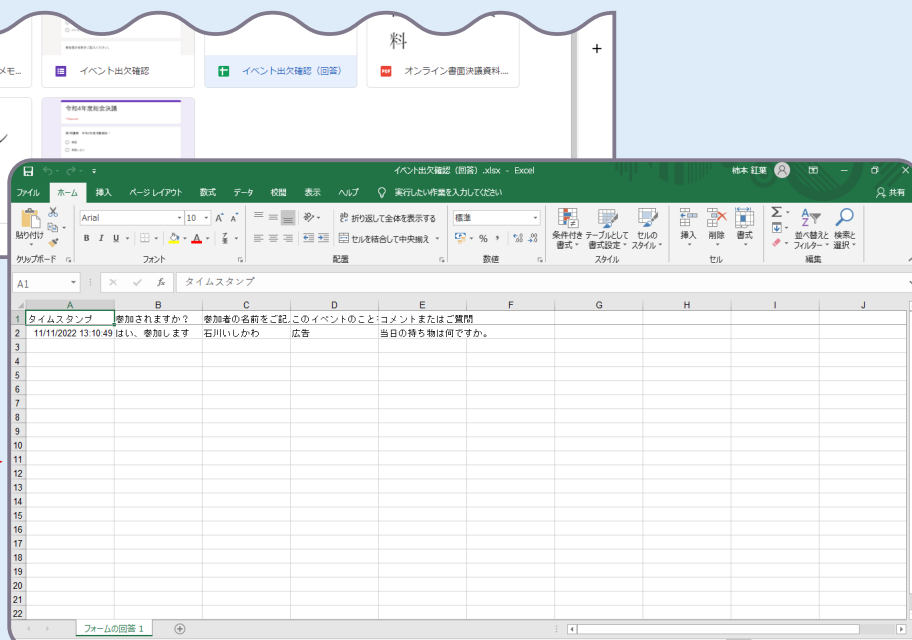 料
メモ...
イベント出欠確認
イベント出欠確認（回答）
PDF
オンライン書面決議資料....
+
令和4年度総会決議
イベント出欠確認（回答）.xlsx - Excel
柿本 紅葉
ファイル ホーム 挿入 ページ レイアウト 数式 データ 校閲 表示 ヘルプ 実行したい作業を入力してください 共有
貼り付け
Arial 10 A A
B I U A
折り返して全体を表示する
セルを結合して中央揃え
標準
%
条件付き書式 テーブルとして書式設定 セルのスタイル
挿入 削除 書式
並べ替えとフィルター 検索と選択
クリップボード フォント 配置 数値 スタイル セル 編集
A1 fx タイムスタンプ
A B C D E F G H I J
1 タイムスタンプ 参加されますか？ 参加者の名前をご記 このイベントのこと コメントまたはご質問
2 11/11/2022 13:10:49 はい、参加します 石川いしかわ 広告 当日の持ち物は何ですか。
3
4
5
6
7
8
9
10
11
12
13
14
15
16
17
18
19
20
21
22
フォームの回答 1